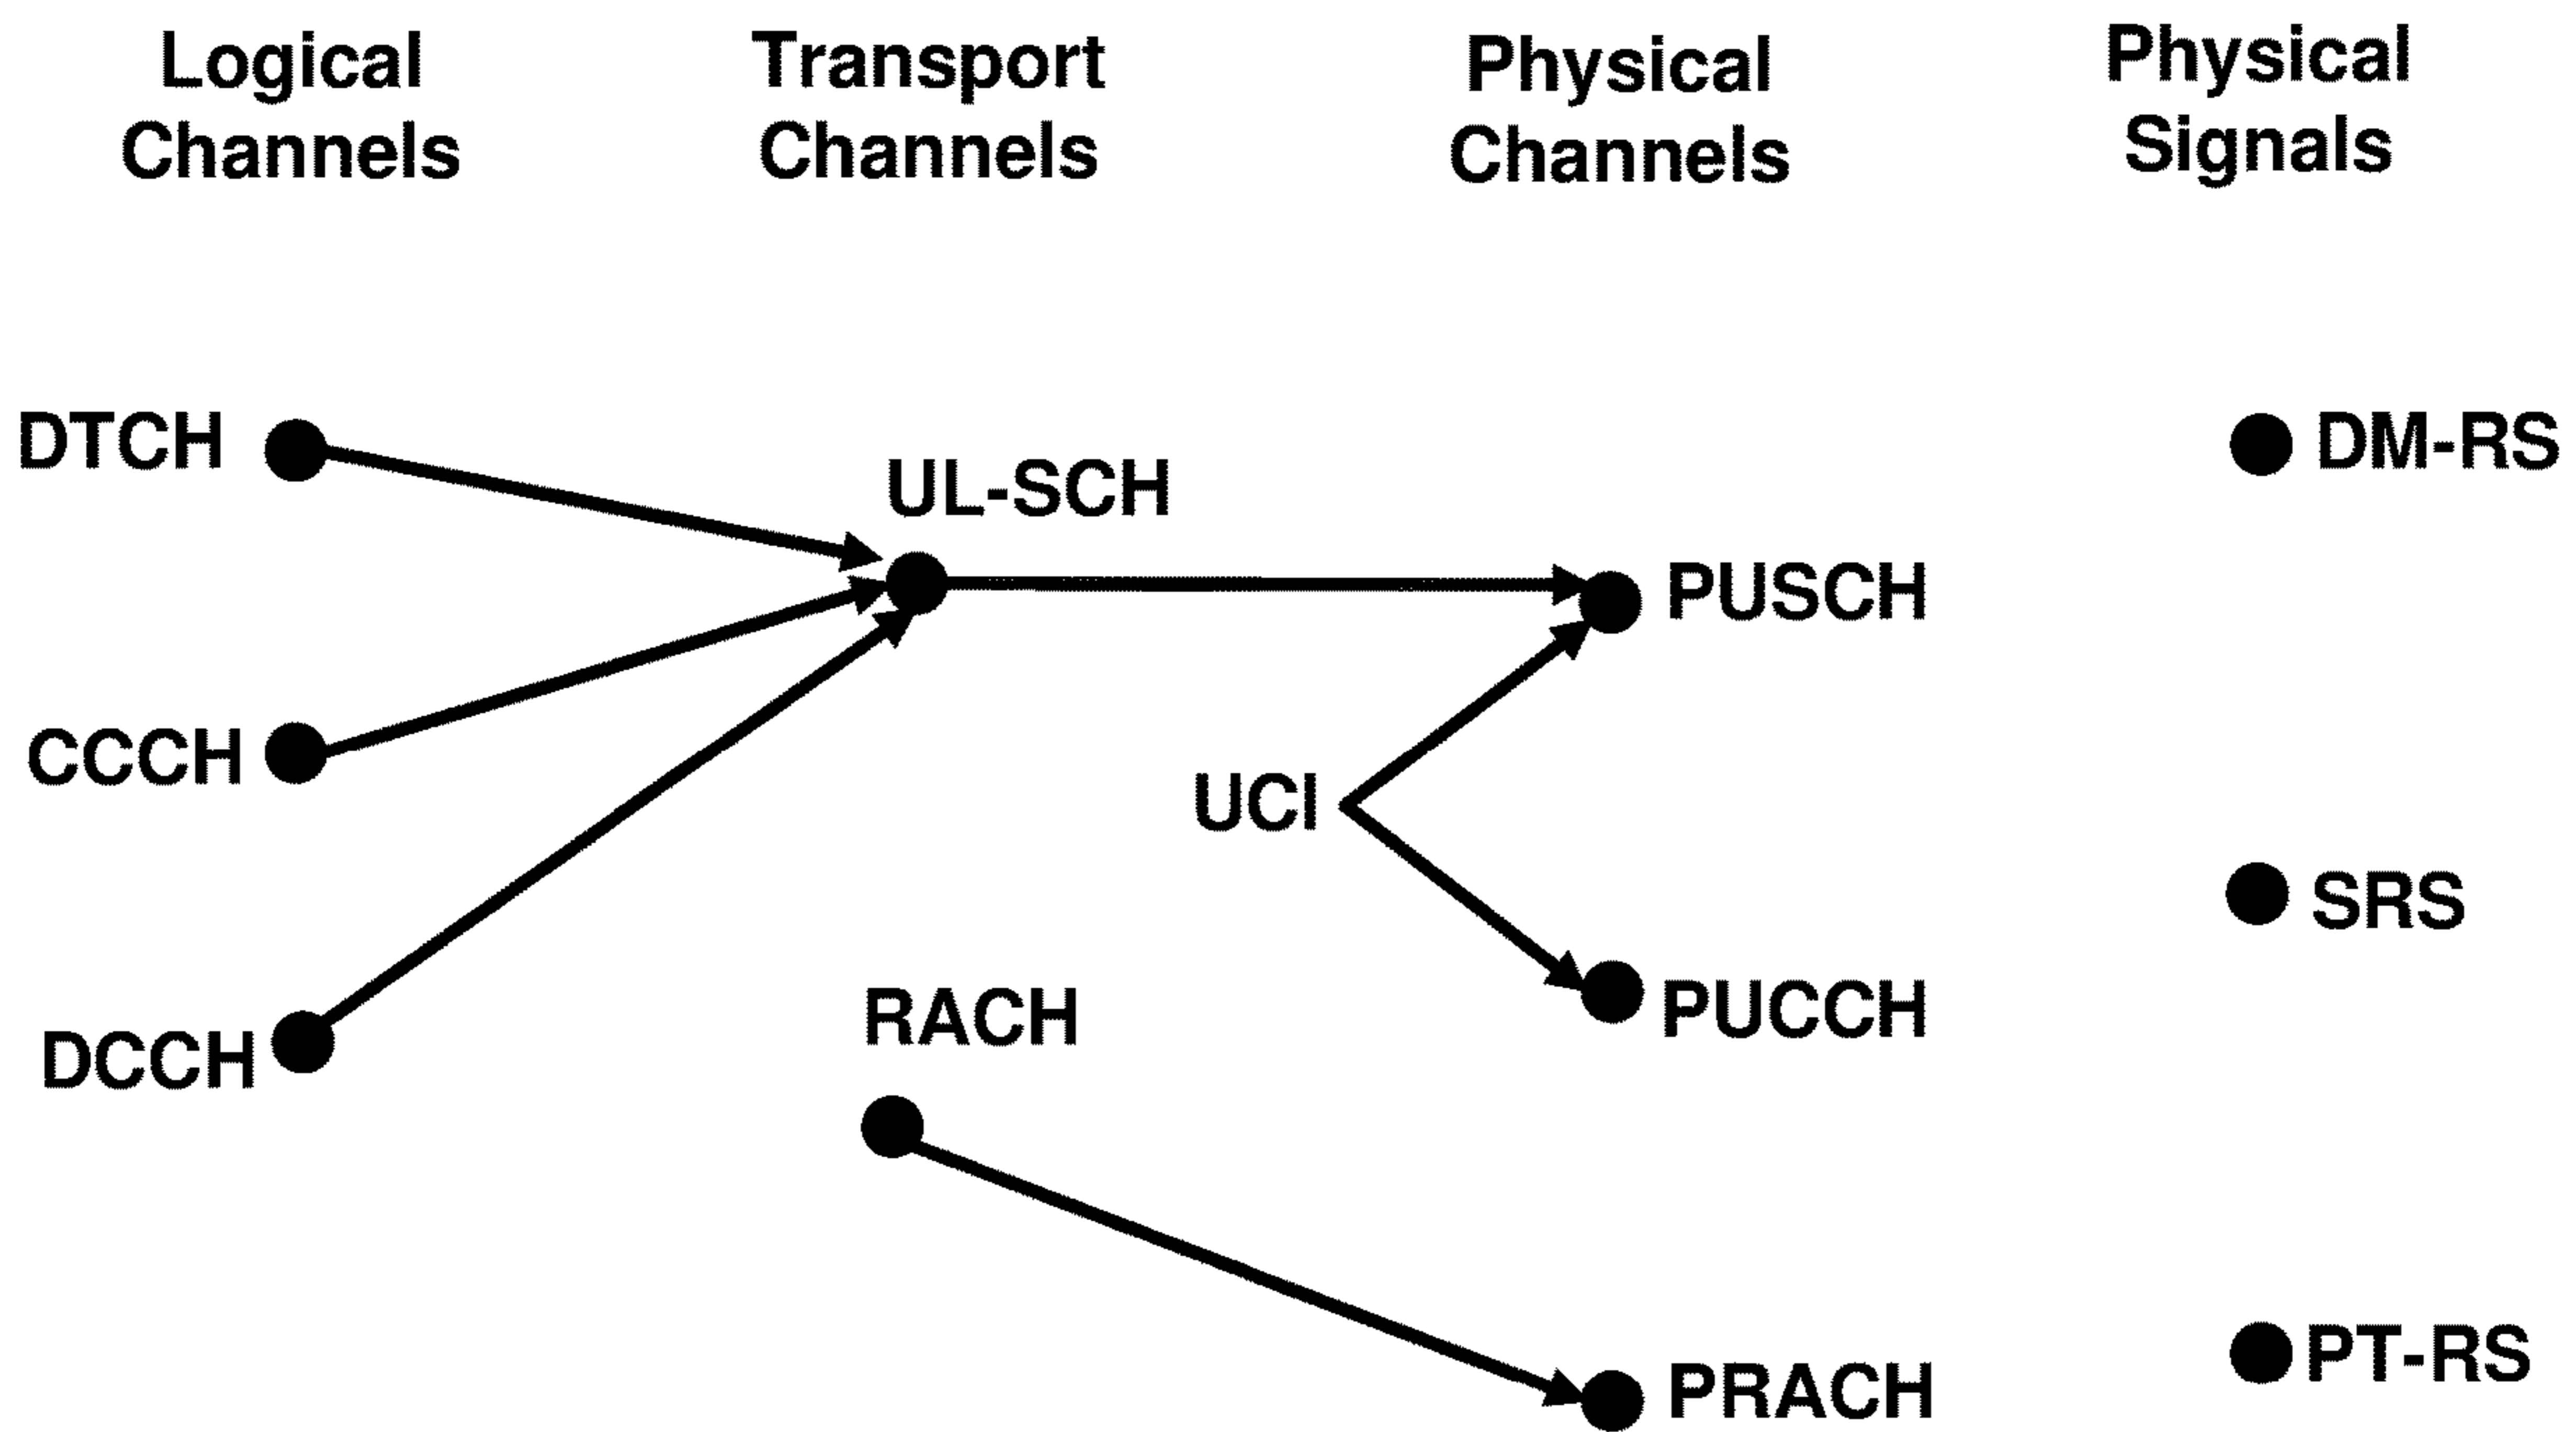 Logical
Channels
Transport
Channels
Physical
Channels
Physical
Signals
DTCH
UL-SCH
DM-RS
PUSCH
CCCH
UCI
SRS
DCCH
RACH
PUCCH
PRACH
PT-RS